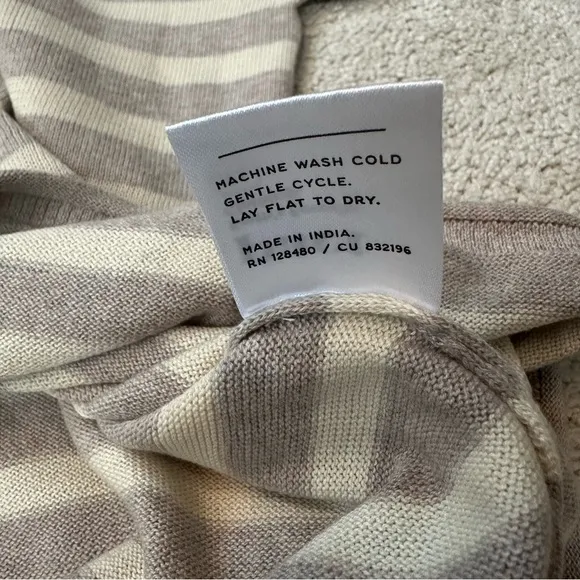 MACHINE WASH COLD
GENTLE CYCLE.
LAY FLAT TO DRY.
MADE IN INDIA.
RN 128480 / CU 832196